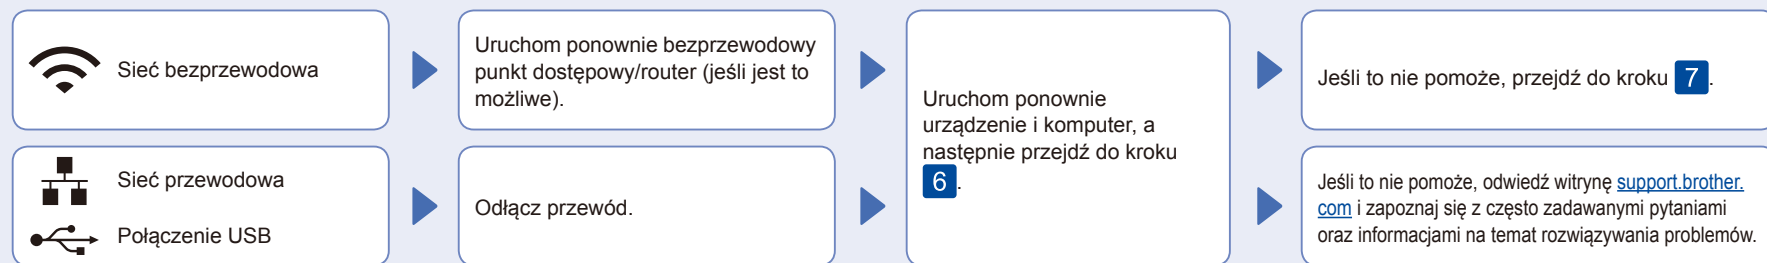 Sieć bezprzewodowa
Uruchom ponownie bezprzewodowy
punkt dostępowy/router (jeśli jest to
możliwe).
Sieć przewodowa
Połączenie USB
Odłącz przewód.
Uruchom ponownie
urządzenie i komputer, a
następnie przejdź do kroku
6.
Jeśli to nie pomoże, przejdź do kroku 7.
Jeśli to nie pomoże, odwiedź witrynę support.brother.
com i zapoznaj się z często zadawanymi pytaniami
oraz informacjami na temat rozwiązywania problemów.